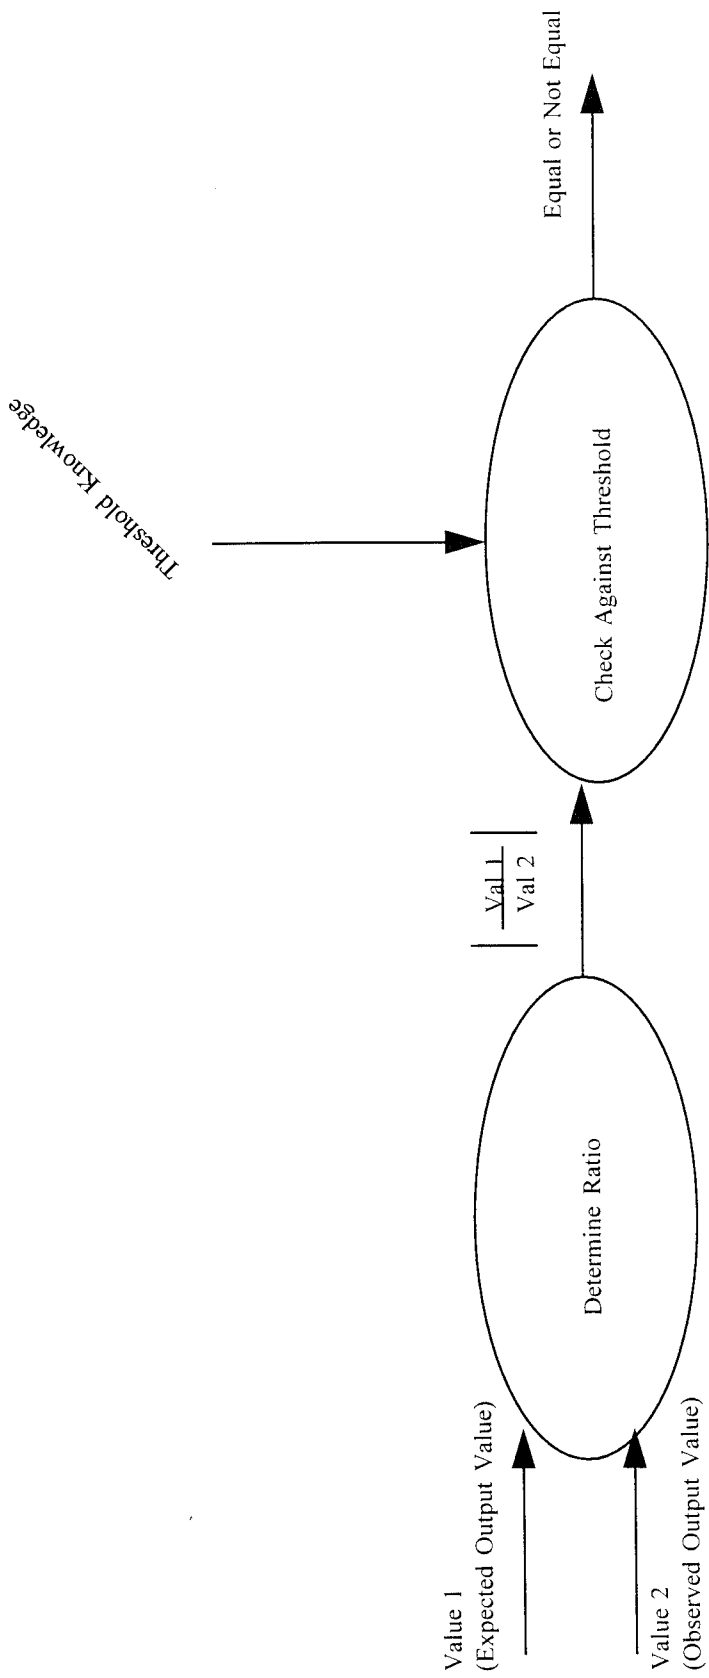 Value 1
(Expected Output Value)
Value 2
(Observed Output Value)
Determine Ratio
Val 1
Val 2
Threshold Knowledge
Check Against Threshold
Equal or Not Equal